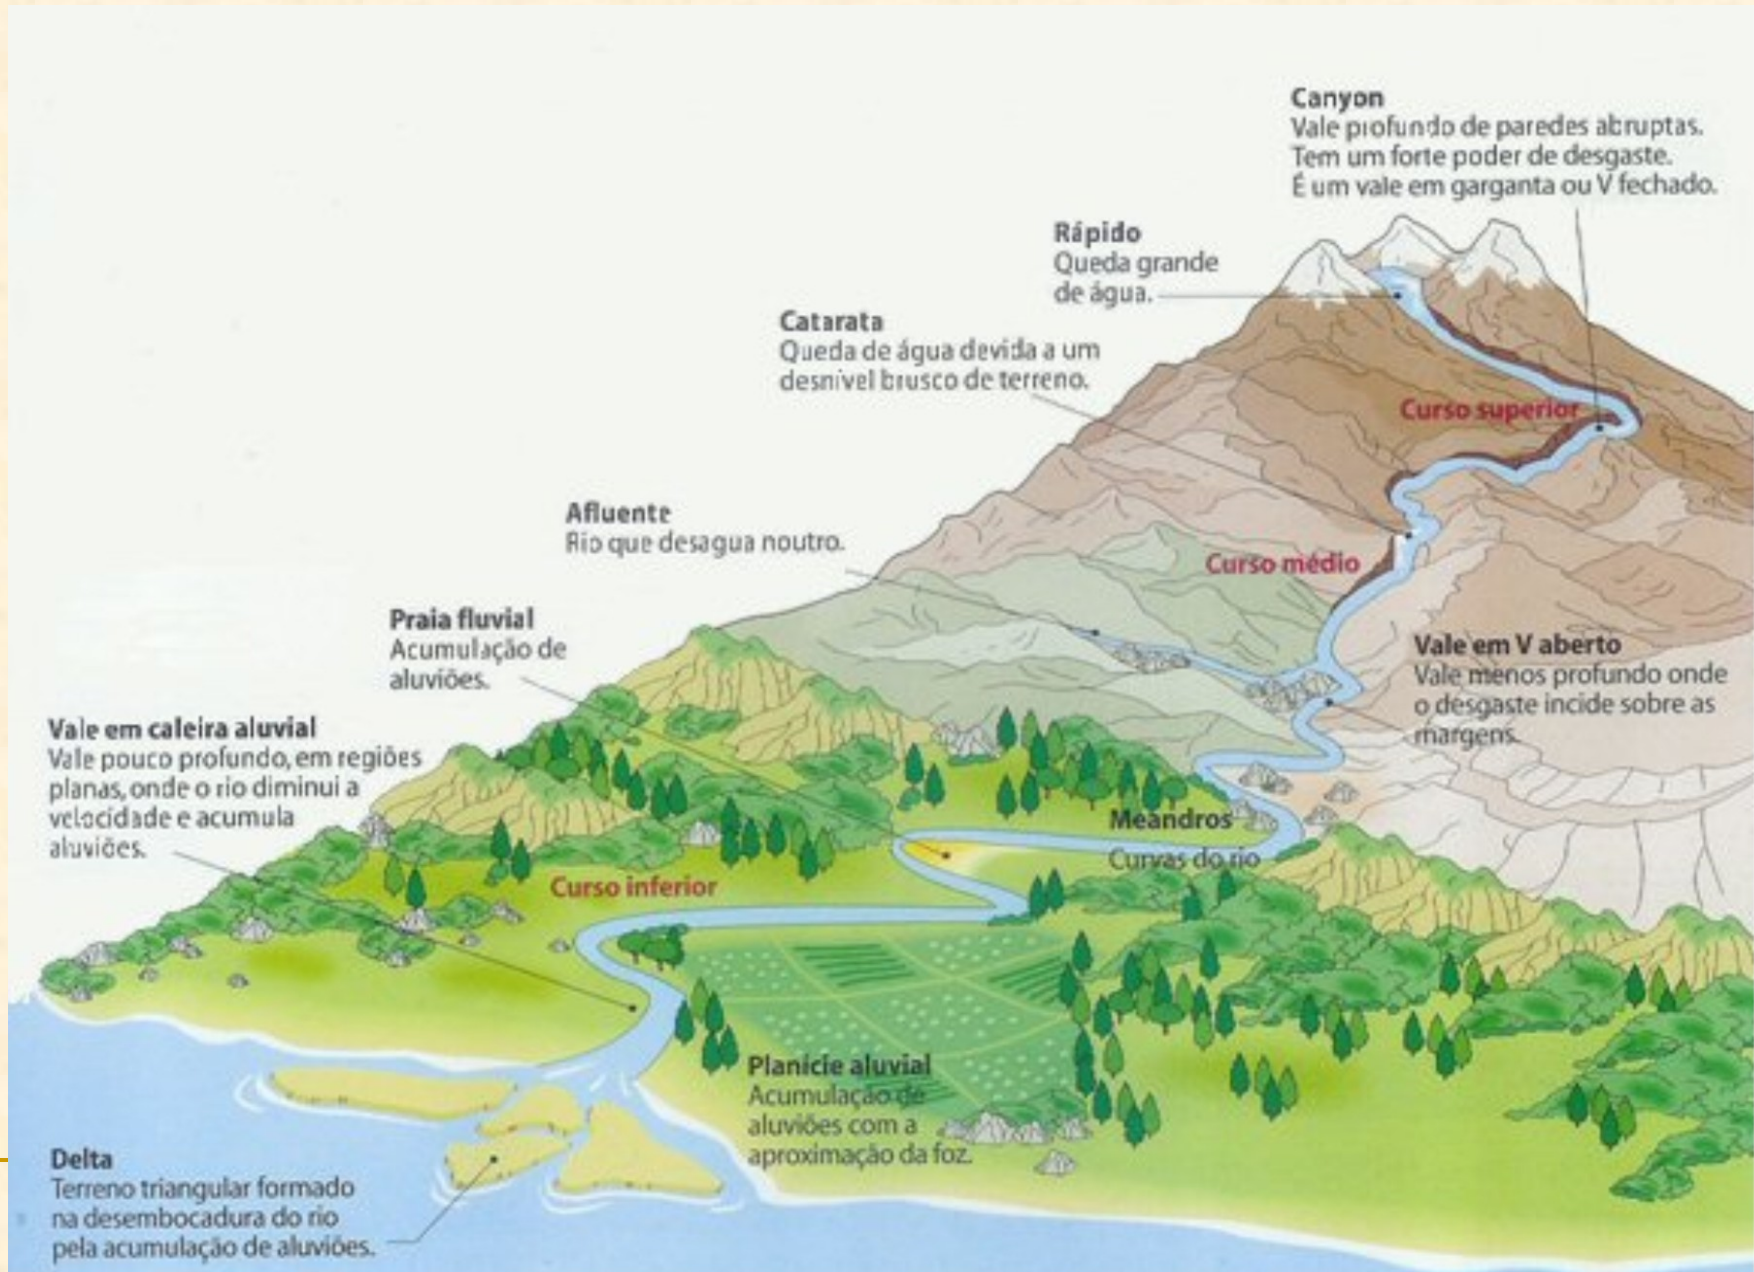 Canyon
Vale profundo de paredes abruptas.
Tem um forte poder de desgaste.
É um vale em garganta ou V fechado.
Rápido
Queda grande
de água.
Catarata
Queda de água devida a um
desnível brusco de terreno.
Curso superior
Afluente
Rio que desagua noutro.
Curso médio
Praia fluvial
Acumulação de
aluviões.
Vale em V aberto
Vale menos profundo onde
o desgaste incide sobre as
margens.
Vale em caleira aluvial
Vale pouco profundo, em regiões
planas, onde o rio diminui a
velocidade e acumula
aluviões.
Meandros
Curvas do rio
Curso inferior
Planície aluvial
Acumulação de
aluviões com a
aproximação da foz.
Delta
Terreno triangular formado
na desembocadura do rio
pela acumulação de aluviões.